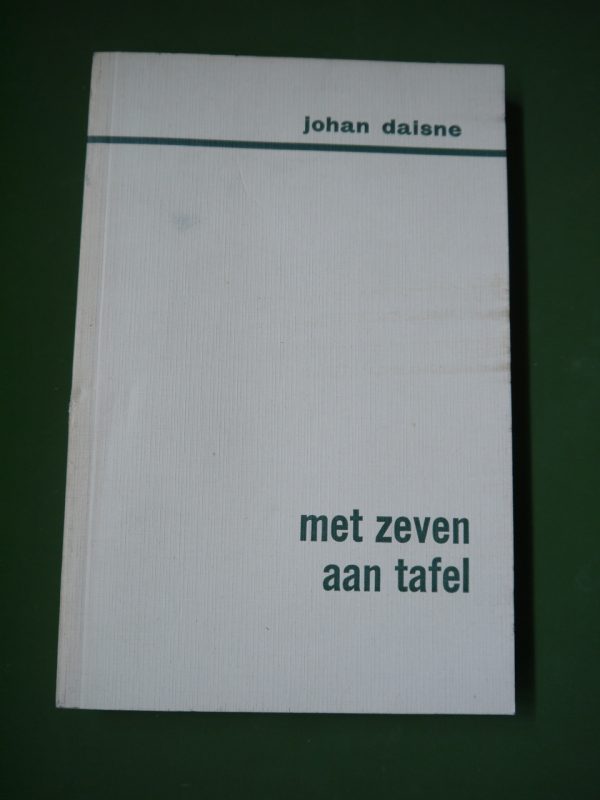 johan daisne
met zeven
aan tafel